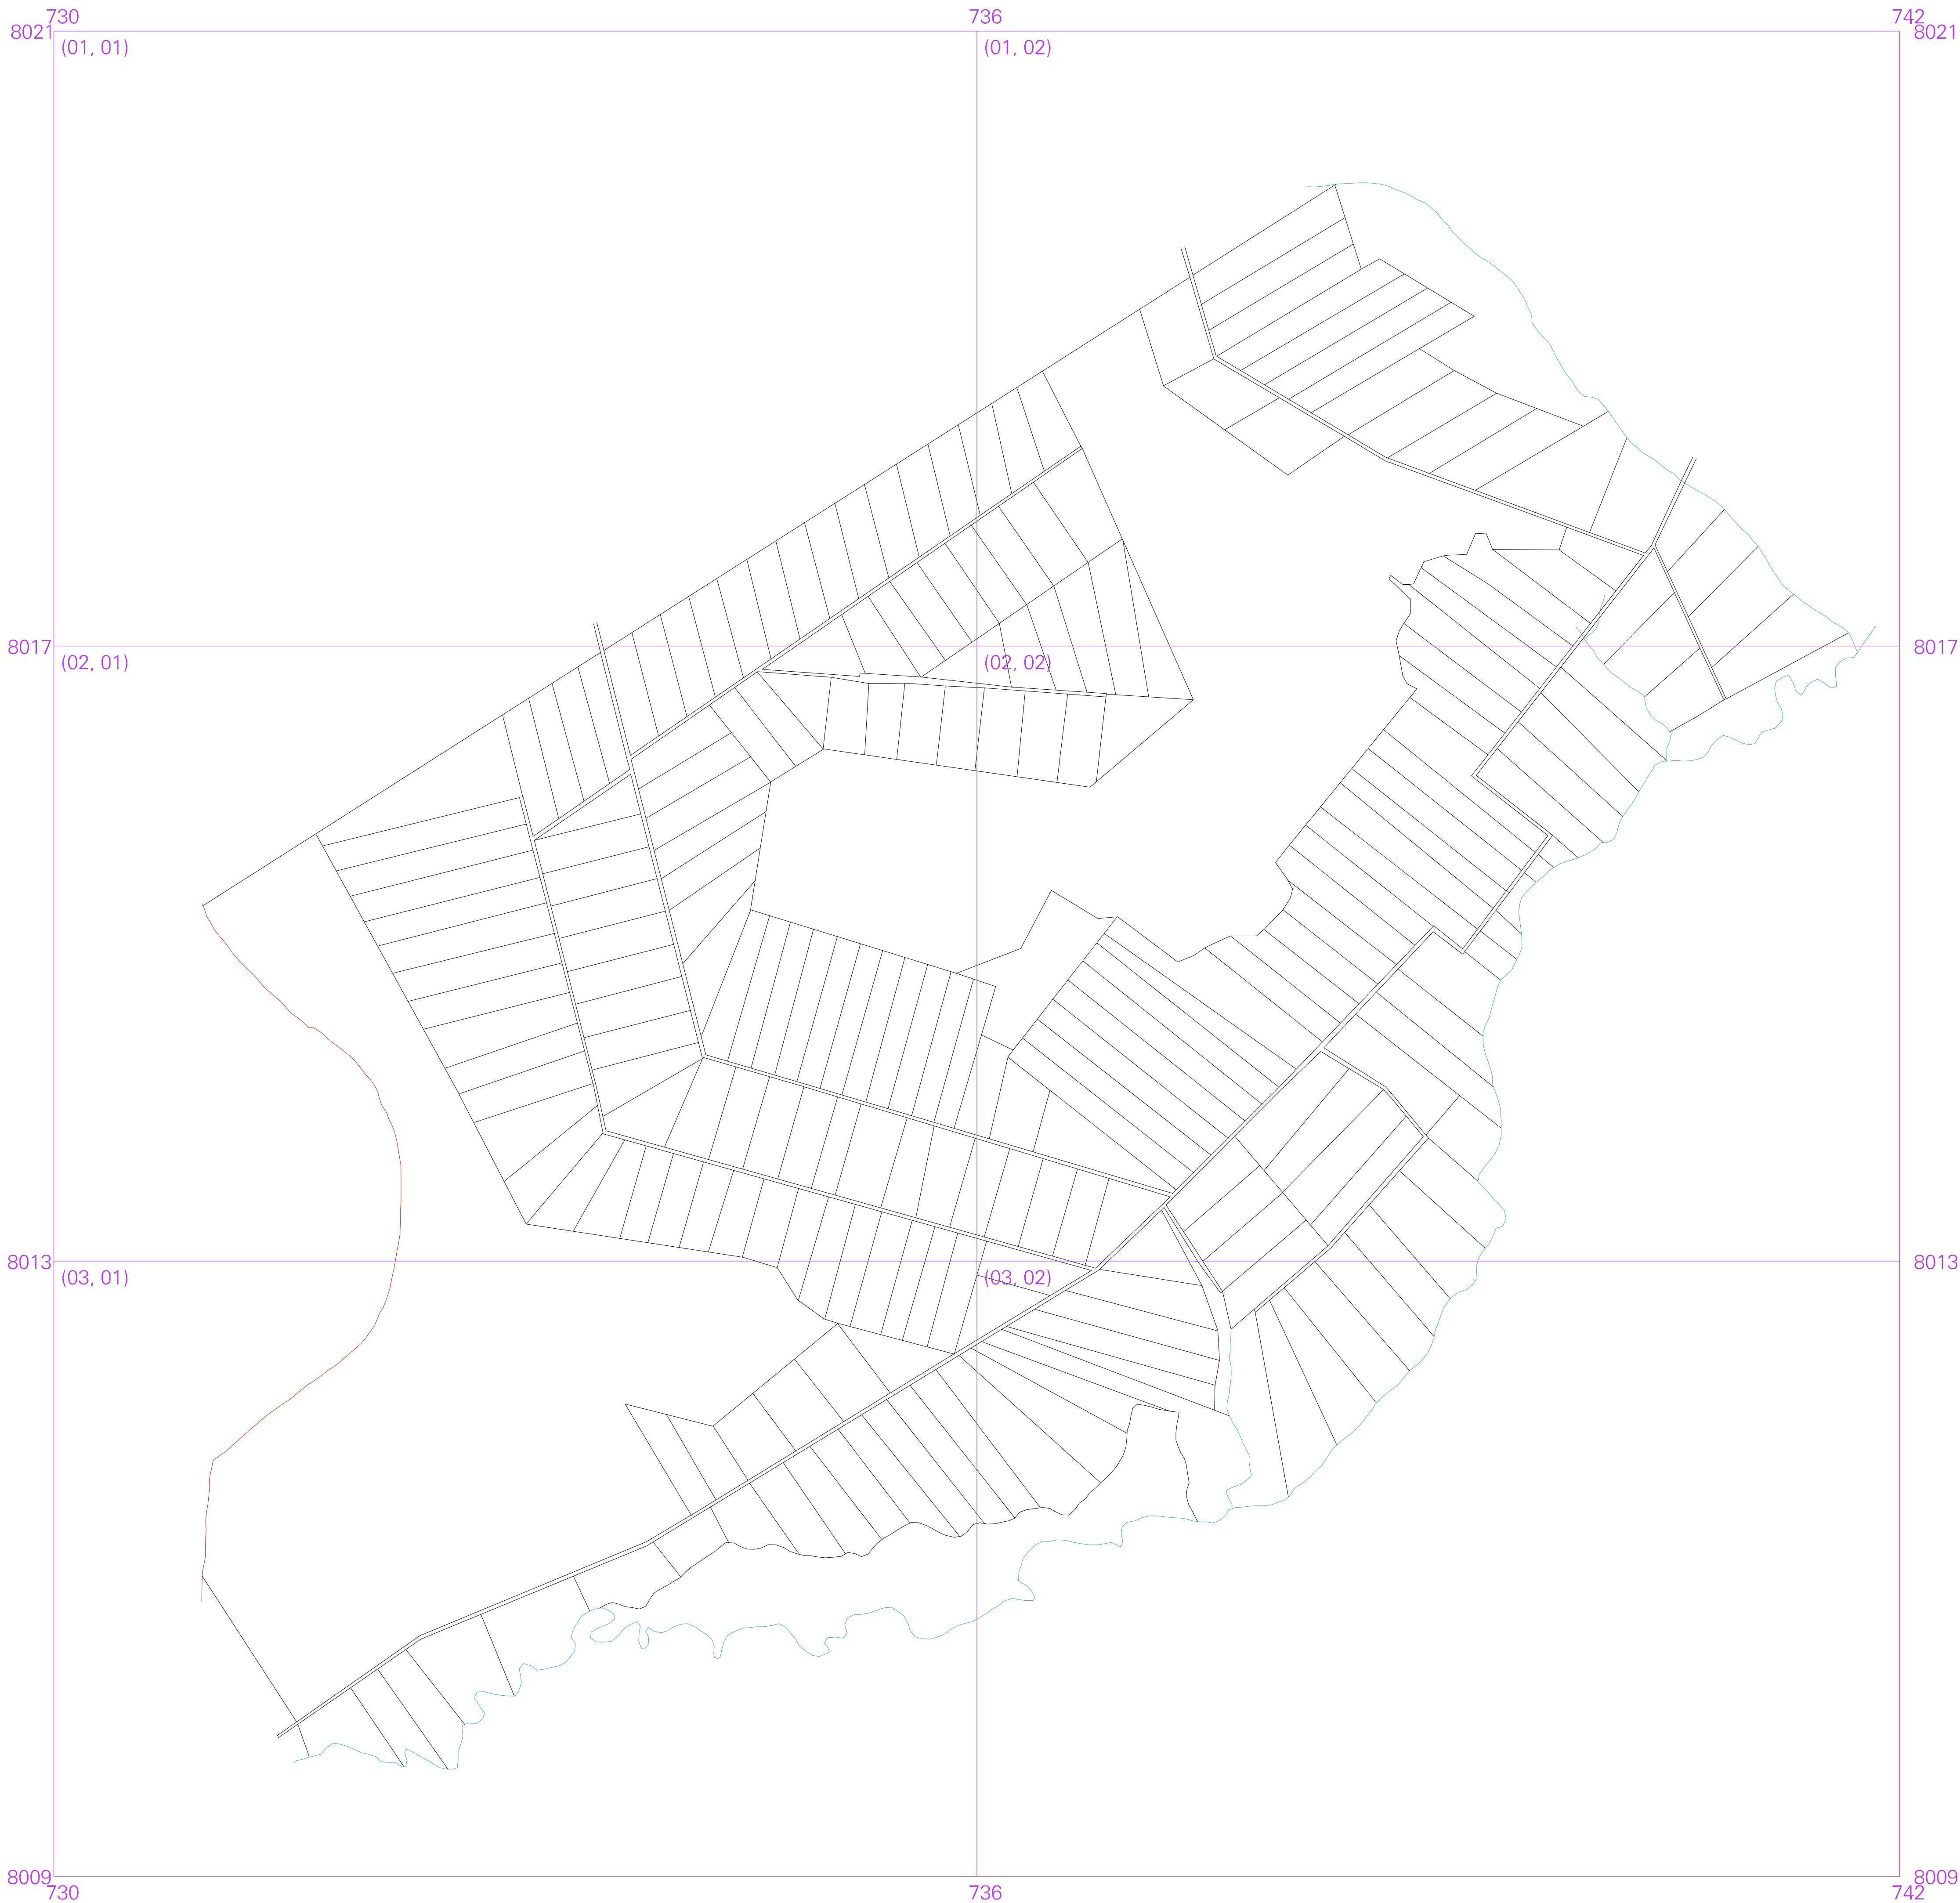 730 736 742
8021 8021
(01, 01) (01, 02)
8017 8017
(02, 01) (02, 02)
8013 8013
(03, 01) (03, 02)
8009 8009
730 736 742